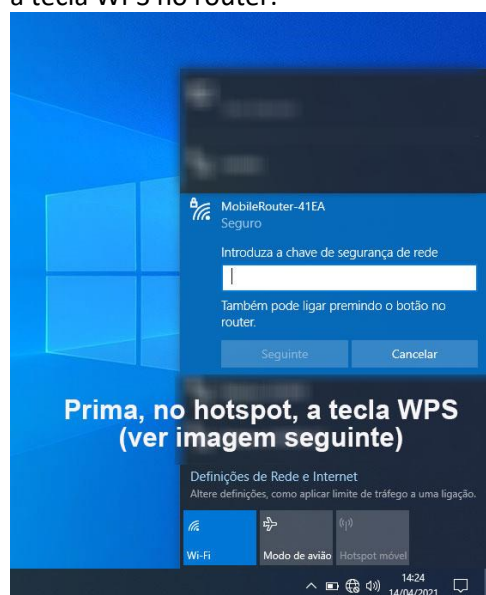 a tecla WPS no router.
MobileRouter-41EA
Seguro
Introduza a chave de segurança de rede
Também pode ligar premindo o botão no
router.
Seguinte
Cancelar
Prima, no hotspot, a tecla WPS
(ver imagem seguinte)
Definições de Rede e Internet
Altere definições, como aplicar limite de tráfego a uma ligação.
Wi-Fi
Modo de avião
Hotspot móvel
14:24
14/04/2021